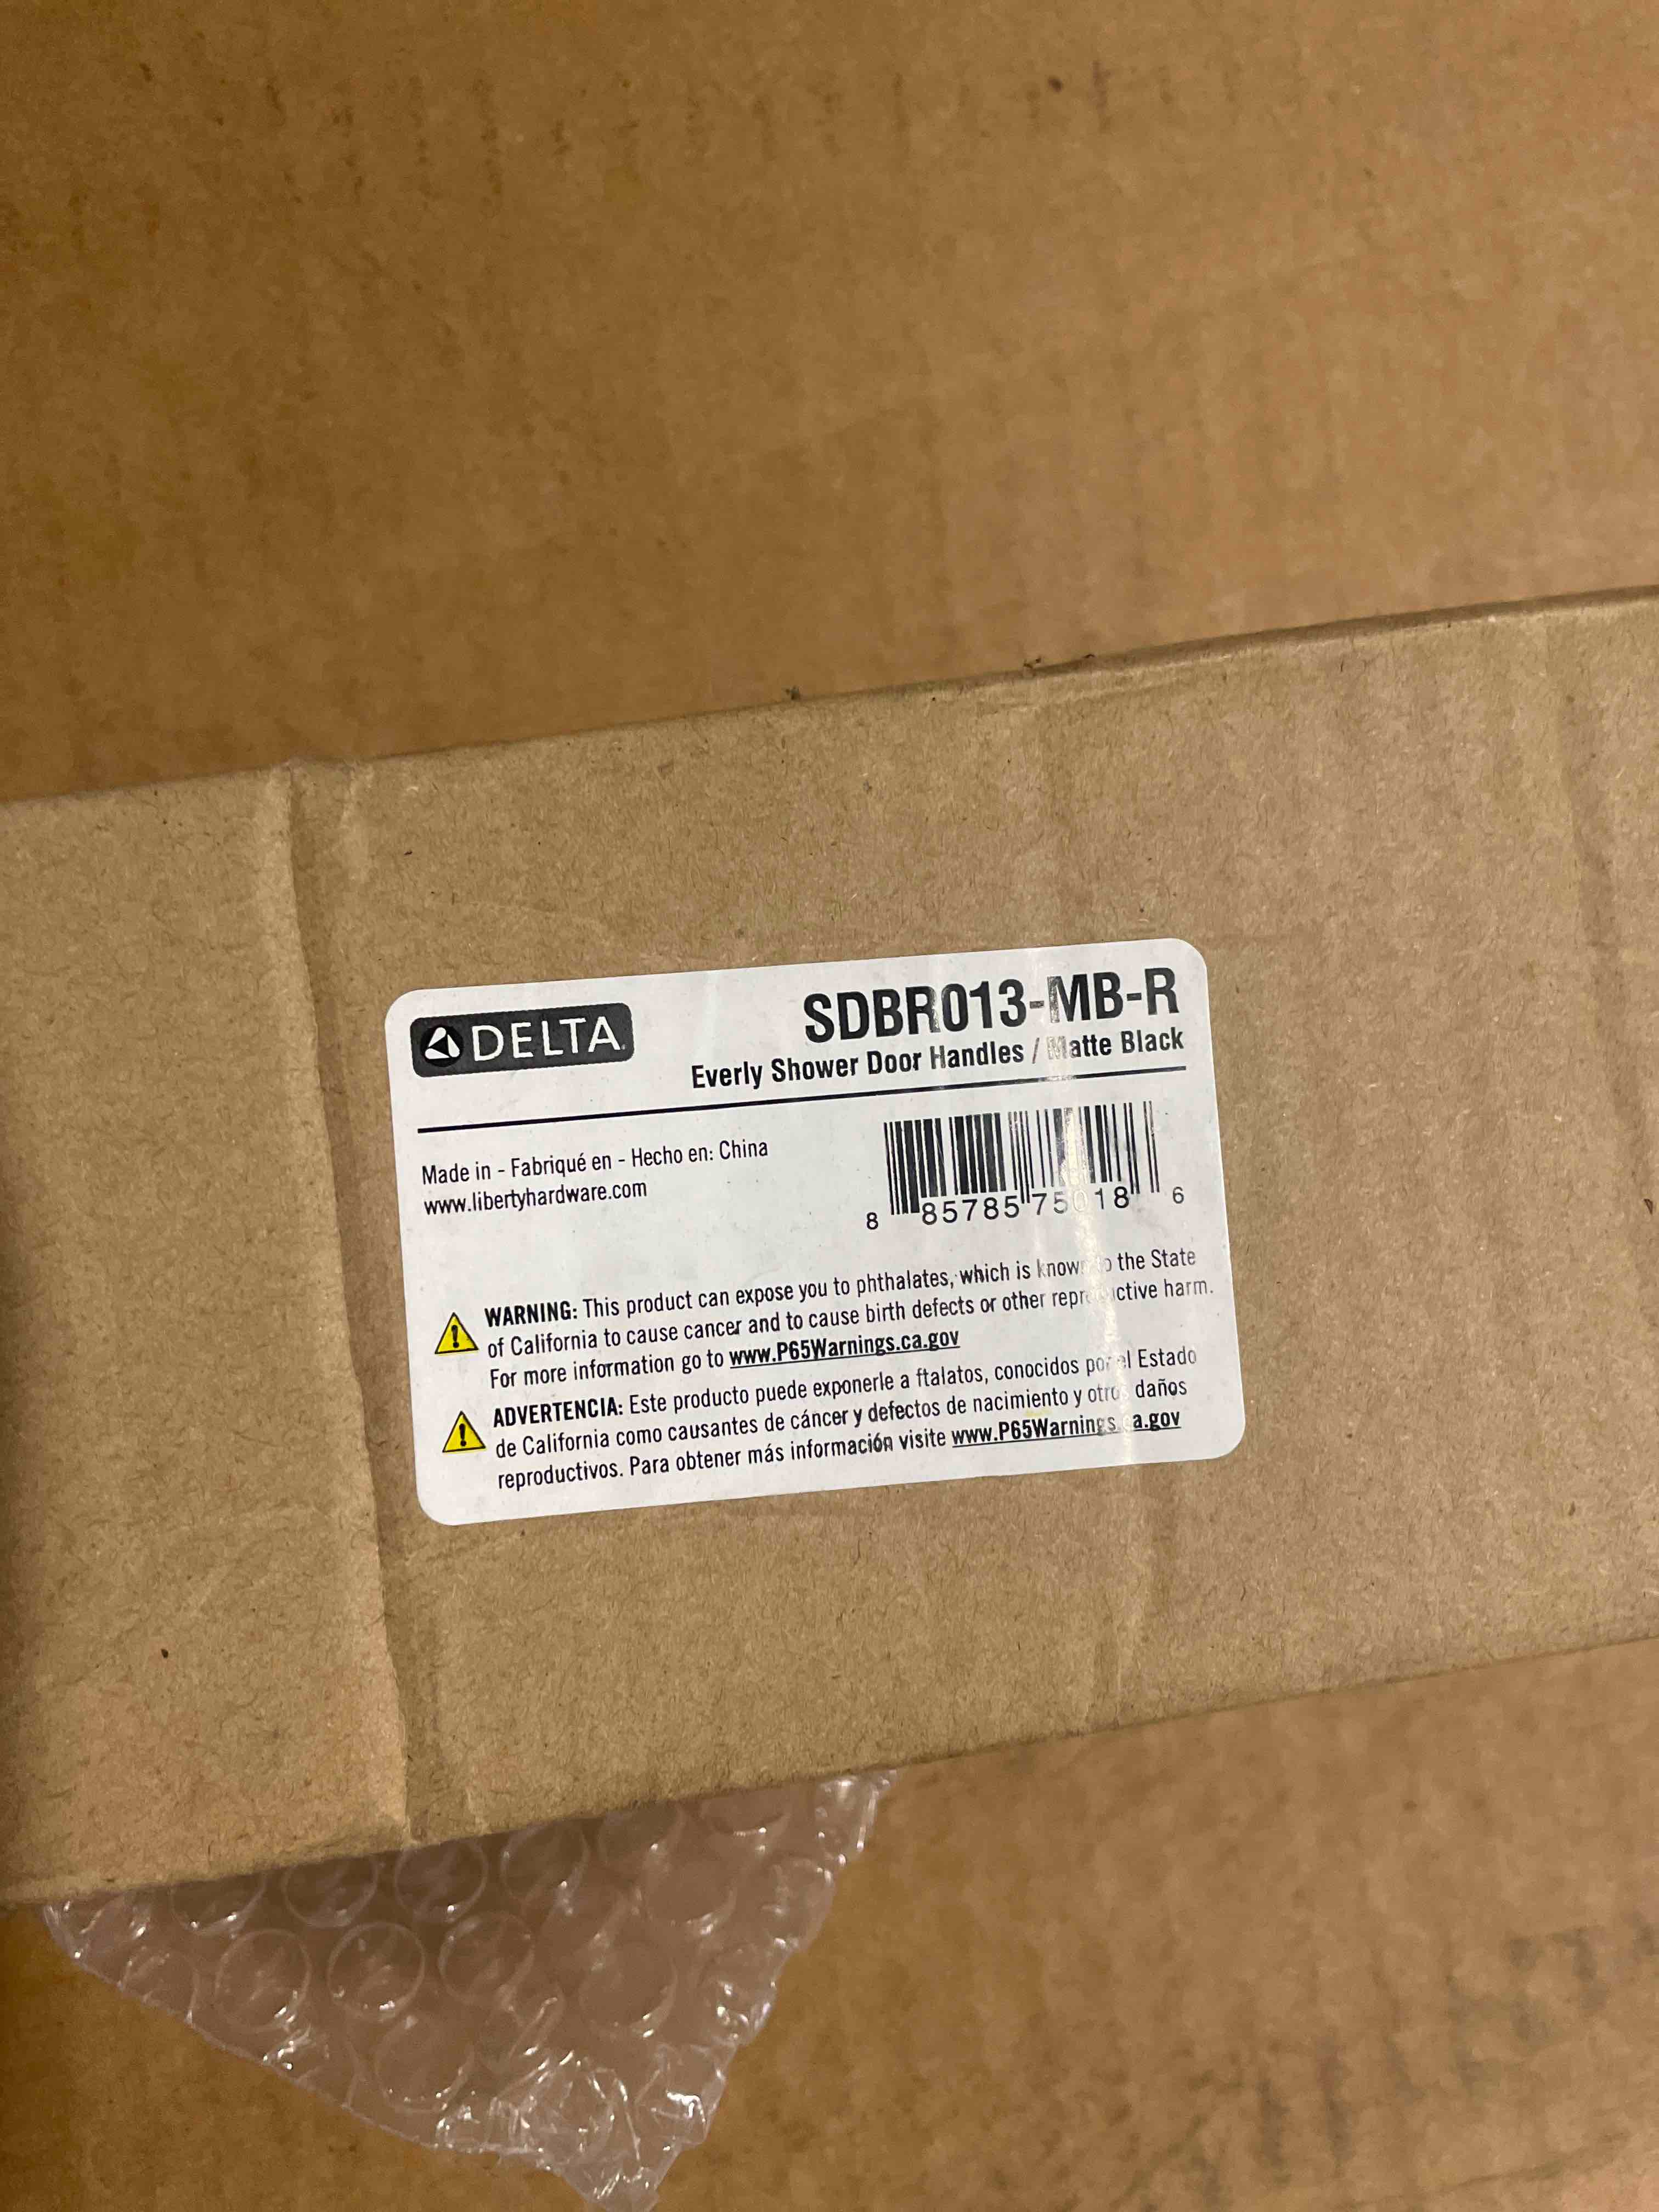 DELTA
SDBR013-MB-R
Everly Shower Door Handles / Matte Black
Made in - Fabriqué en - Hecho en: China
www.libertyhardware.com
8 85785 75018 6
WARNING: This product can expose you to phthalates, which is known to the State
of California to cause cancer and to cause birth defects or other reproductive harm.
For more information go to www.P65Warnings.ca.gov
ADVERTENCIA: Este producto puede exponerle a ftalatos, conocidos por el Estado
de California como causantes de cáncer y defectos de nacimiento y otros daños
reproductivos. Para obtener más información visite www.P65Warnings.ca.gov